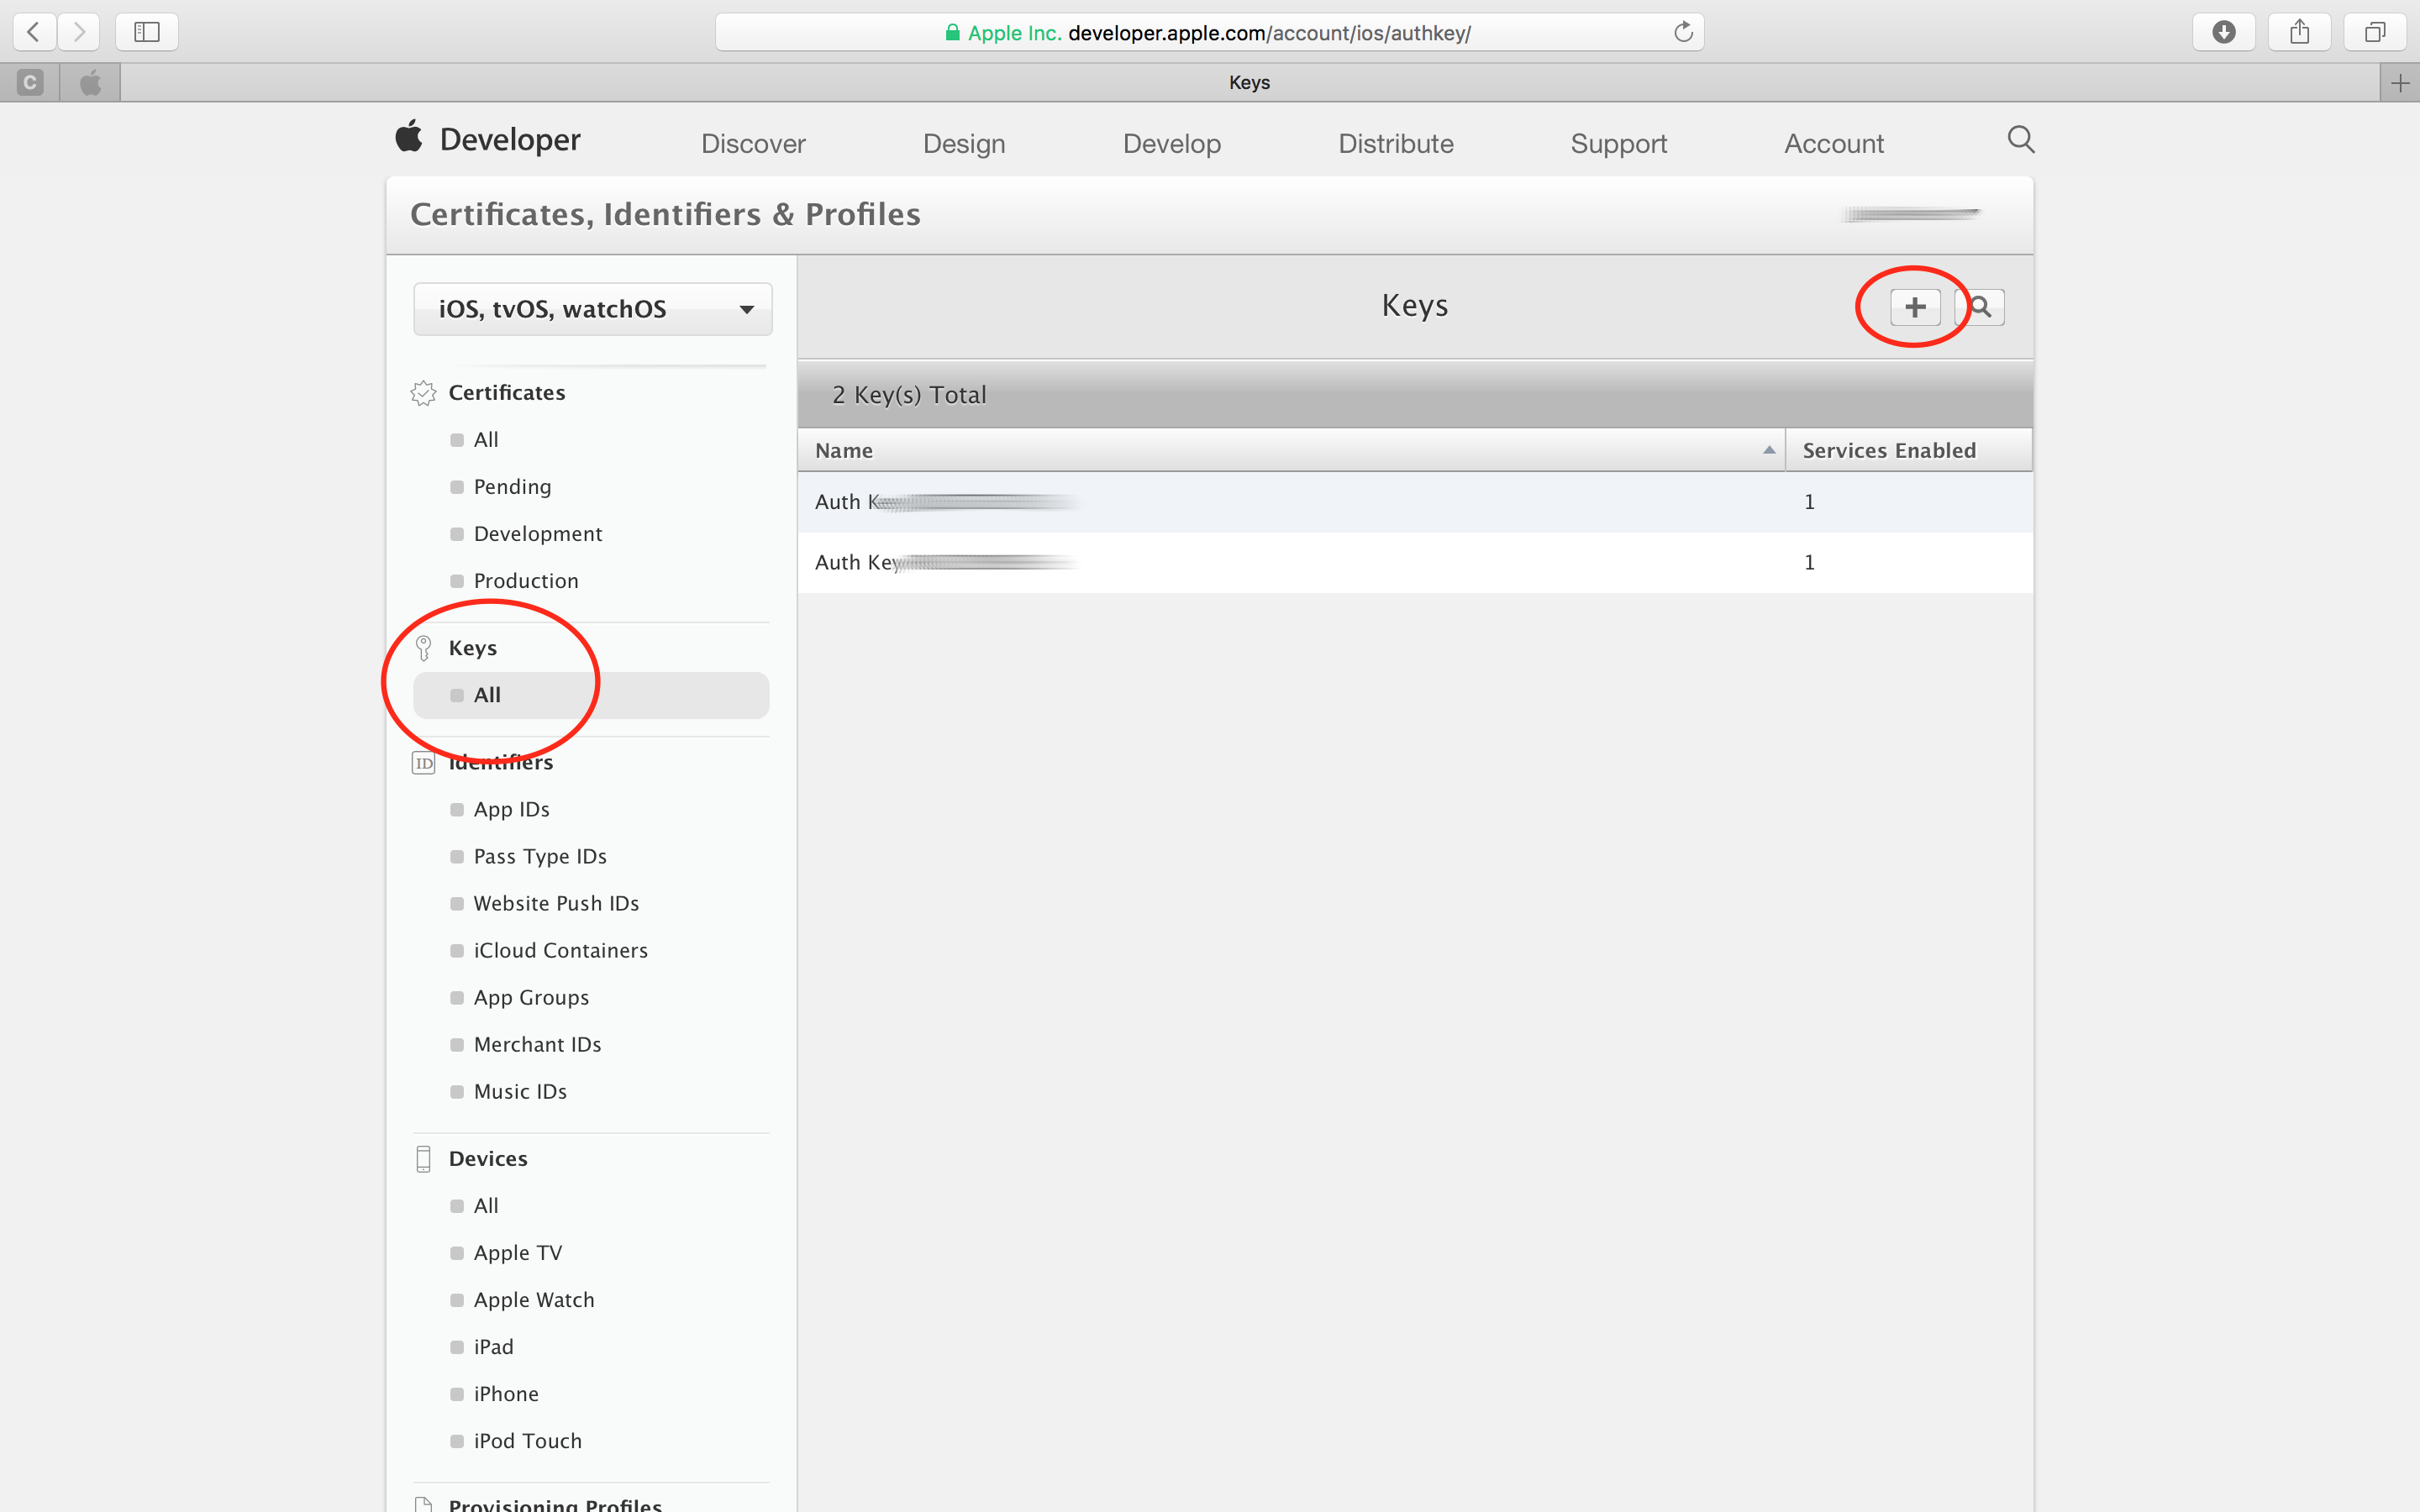 Apple Inc. developer.apple.com/account/ios/authkey/
C
Keys
Developer
Discover
Design
Develop
Distribute
Support
Account
Certificates, Identifiers & Profiles
iOS, tvOS, watchOS
Certificates
All
Pending
Development
Production
Keys
All
Identifiers
ID
App IDs
Pass Type IDs
Website Push IDs
iCloud Containers
App Groups
Merchant IDs
Music IDs
Devices
All
Apple TV
Apple Watch
iPad
iPhone
iPod Touch
Provisioning Profiles
Keys
2 Key(s) Total
Name Services Enabled
Auth 1
Auth Key 1